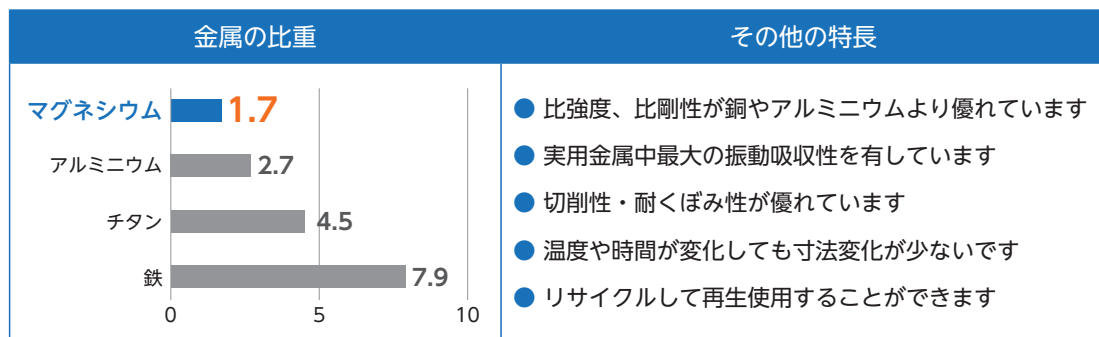 金属の比重
その他の特長
マグネシウム 1.7
アルミニウム 2.7
チタン 4.5
鉄 7.9
0 5 10
● 比強度、比剛性が銅やアルミニウムより優れています
● 実用金属中最大の振動吸収性を有しています
● 切削性・耐くぼみ性が優れています
● 温度や時間が変化しても寸法変化が少ないです
● リサイクルして再生使用することができます